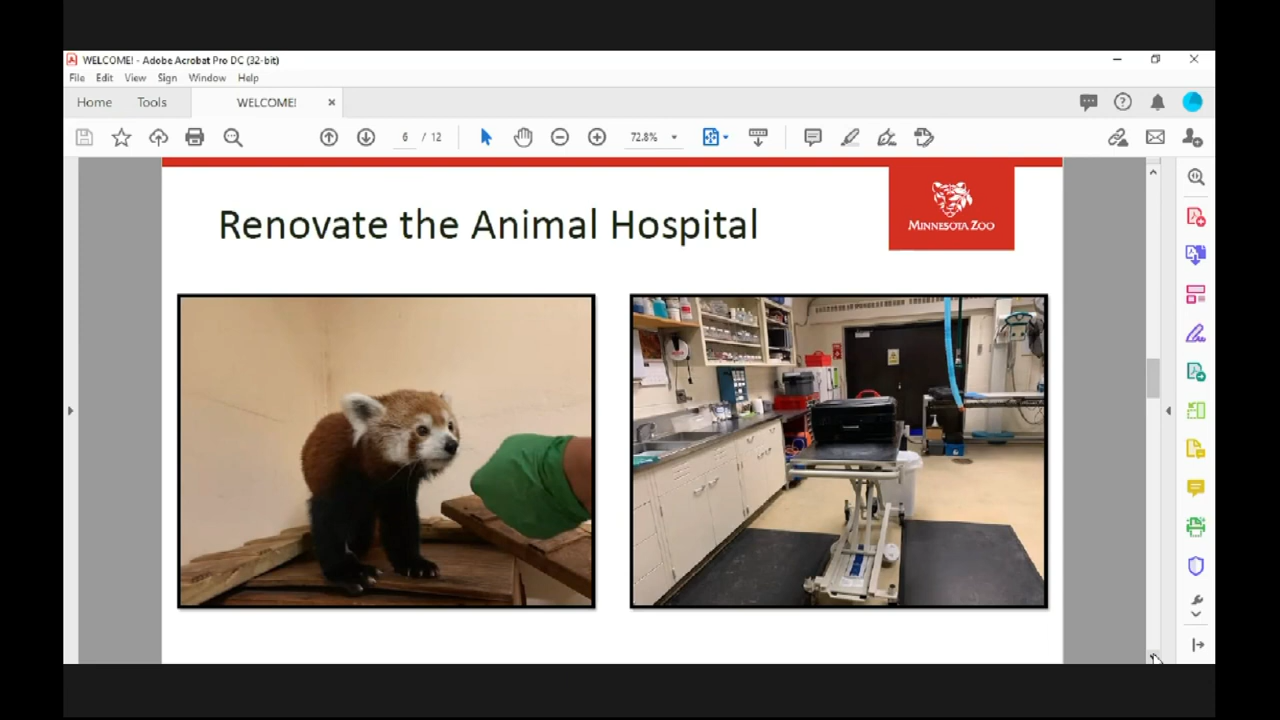 WELCOME! - Adobe Acrobat Pro DC (32-bit)
File Edit View Sign Window Help
Home Tools WELCOME! ×
6 / 12 72.8%
Renovate the Animal Hospital
MINNESOTA ZOO